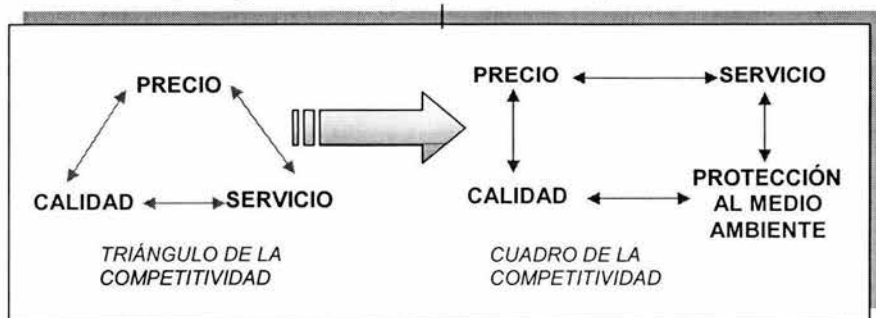 PRECIO
CALIDAD
SERVICIO
TRIÁNGULO DE LA
COMPETITIVIDAD
PRECIO
SERVICIO
CALIDAD
PROTECCIÓN
AL MEDIO
AMBIENTE
CUADRO DE LA
COMPETITIVIDAD